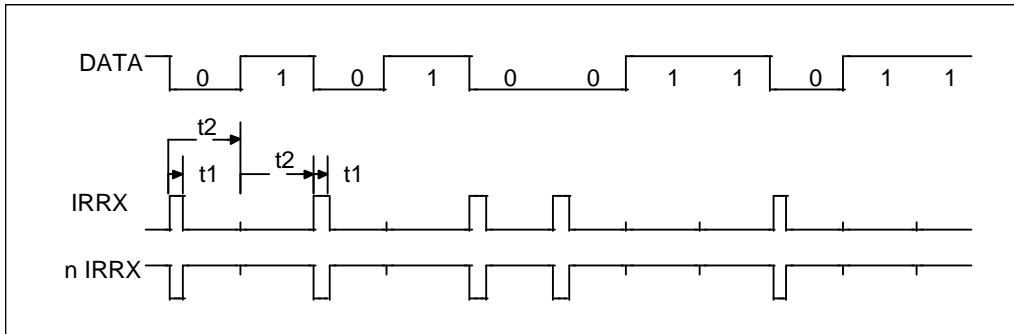 DATA 0 1 0 1 0 0 1 1 0 1 1
t2
t1 t2 t1
IRRX
n IRRX